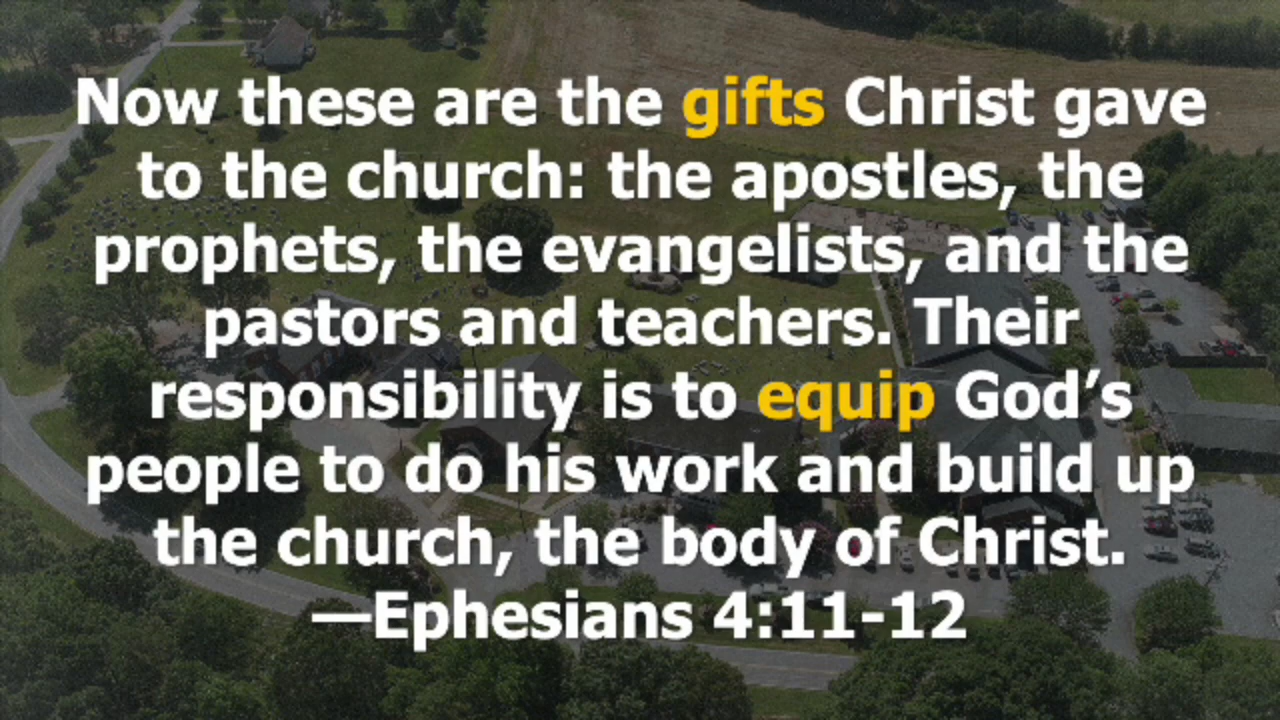 Now these are the gifts Christ gave
to the church: the apostles, the
prophets, the evangelists, and the
pastors and teachers. Their
responsibility is to equip God’s
people to do his work and build up
the church, the body of Christ.
—Ephesians 4:11-12